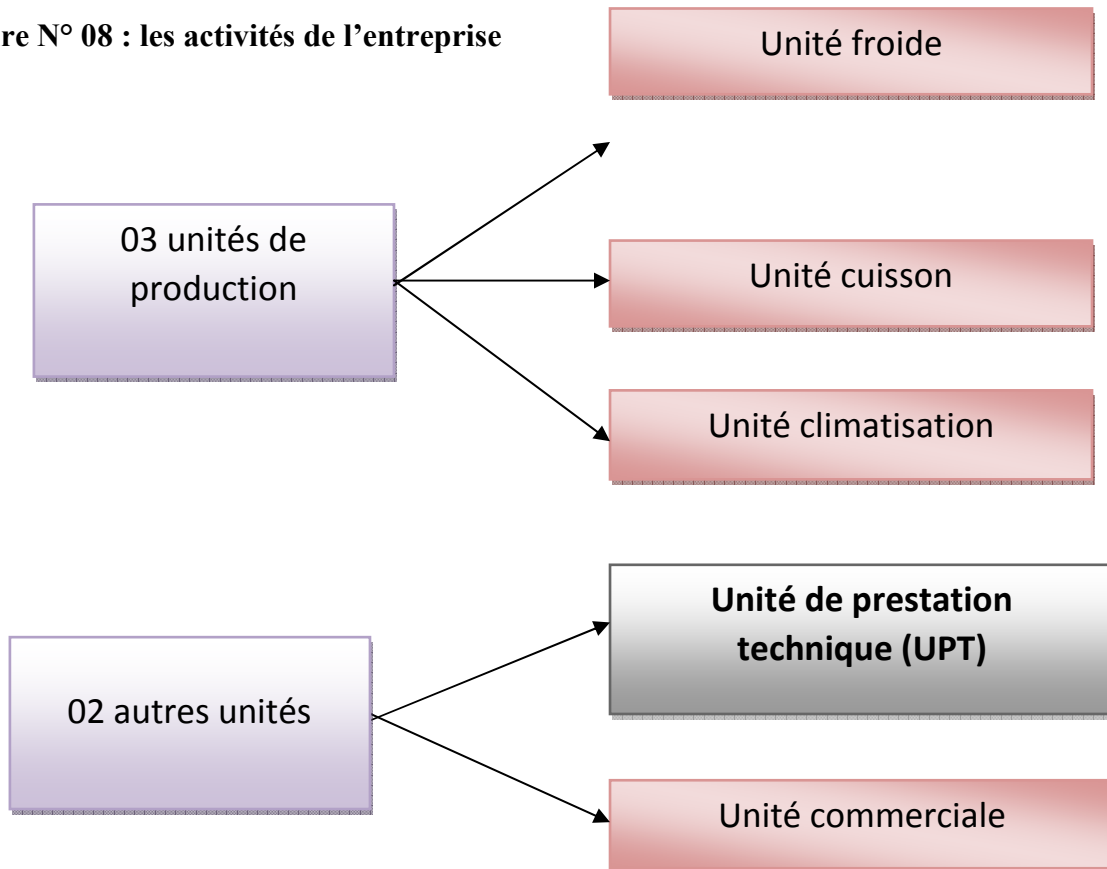 re N° 08 : les activités de l’entreprise
Unité froide
03 unités de
production
Unité cuisson
Unité climatisation
Unité de prestation
technique (UPT)
02 autres unités
Unité commerciale